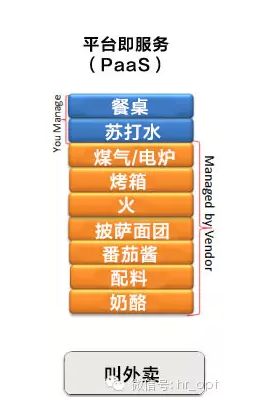 平台即服务
（PaaS）
You Manage
餐桌
苏打水
煤气/电炉
烤箱
火
披萨面团
番茄酱
配料
奶酪
Managed by Vendor
叫外卖
微信号: hr_opt